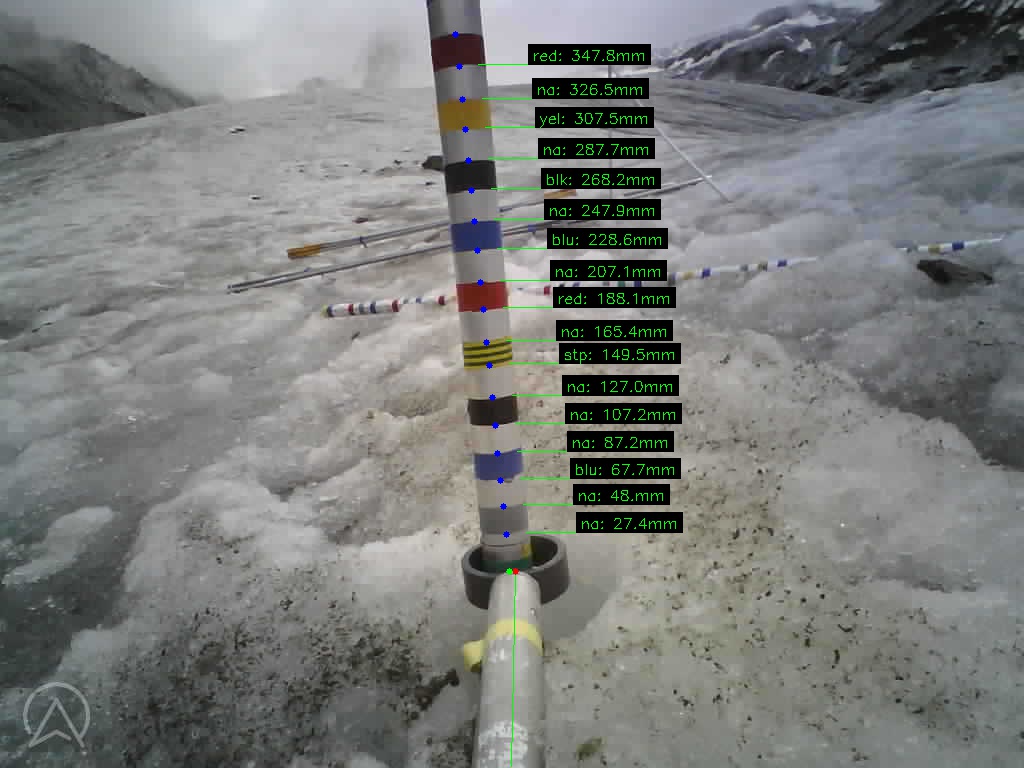 red: 347.8mm
na: 326.5mm
yel: 307.5mm
na: 287.7mm
blk: 268.2mm
na: 247.9mm
blu: 228.6mm
na: 207.1mm
red: 188.1mm
na: 165.4mm
stp: 149.5mm
na: 127.0mm
na: 107.2mm
na: 87.2mm
blu: 67.7mm
na: 48.mm
na: 27.4mm